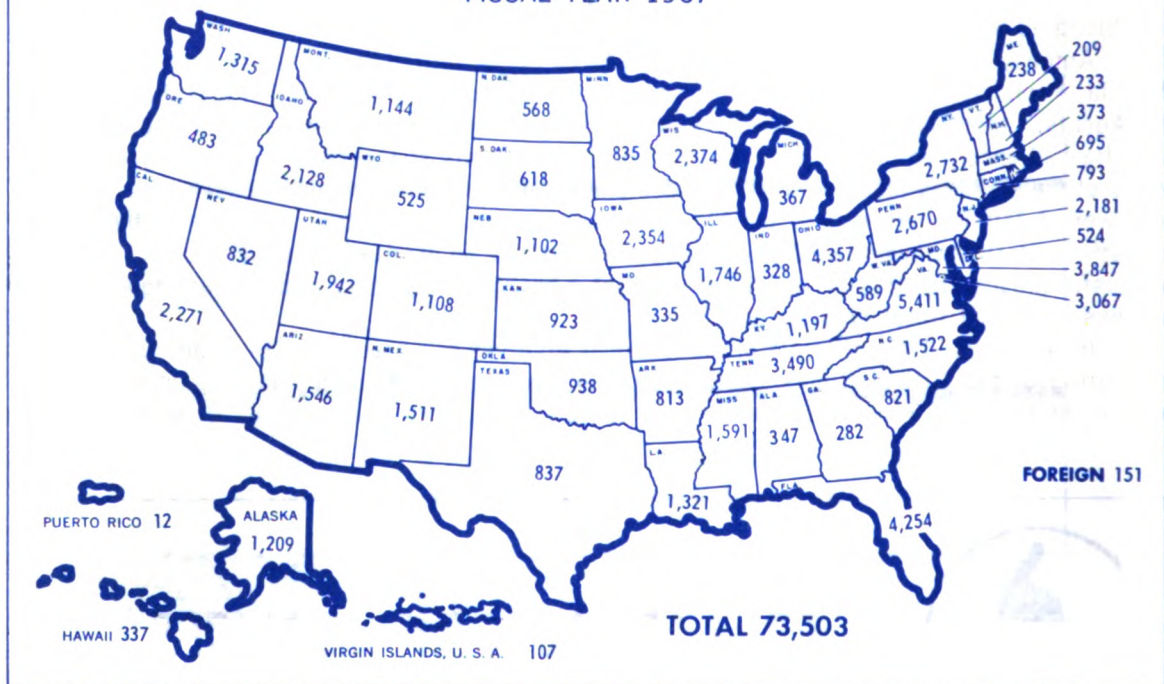 FISCAL YEAR 1967
WASH
1,315
MONT.
1,144
N. DAK
568
MINN
835
ME
238
209
233
373
695
793
2,181
524
3,847
3,067
ORE
483
IDAHO
2,128
WYO
525
S. DAK
618
WIS
2,374
MICH
367
N.Y.
2,732
VT.
N.H.
MASS.
CONN.
CAL
2,271
NEV
832
UTAH
1,942
COL.
1,108
NEB
1,102
IOWA
2,354
ILL
1,746
IND
328
OHIO
4,357
PENN
2,670
N.J.
MD.
DEL
W. VA.
589
VA
5,411
KAN
923
MO
335
KY
1,197
ARIZ
1,546
N. MEX
1,511
OKLA
938
TEXAS
837
ARK
813
TENN
3,490
N C
1,522
S.C.
821
MISS
1,591
ALA
347
GA.
282
LA
1,321
FLA
4,254
FOREIGN 151
PUERTO RICO 12
ALASKA
1,209
HAWAII 337
VIRGIN ISLANDS, U. S. A. 107
TOTAL 73,503